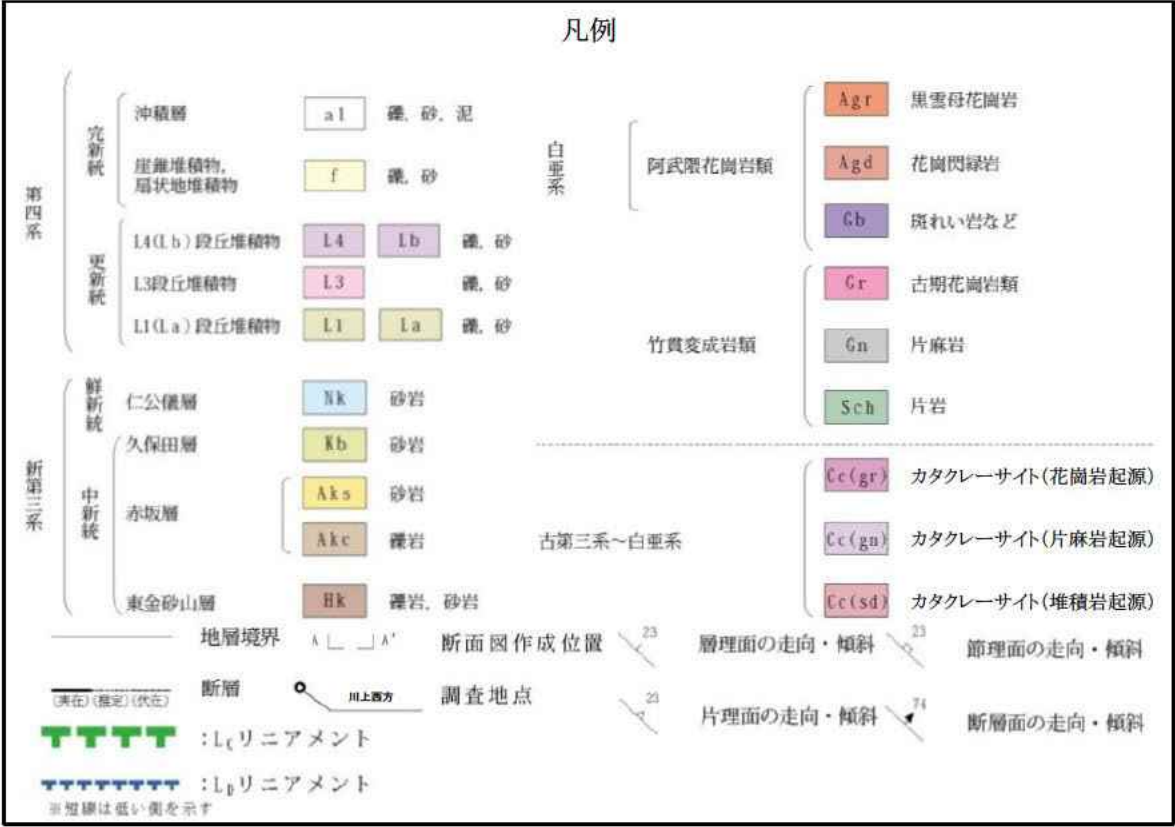 凡例
第四系
完新統
沖積層 al 礫, 砂, 泥
崖錐堆積物,
扇状地堆積物 f 礫, 砂
更新統
L4(Lb)段丘堆積物 L4 Lb 礫, 砂
L3段丘堆積物 L3 礫, 砂
L1(La)段丘堆積物 L1 La 礫, 砂
新第三系
鮮新統
仁公儀層 Nk 砂岩
中新統
久保田層 Kb 砂岩
赤坂層 Aks 砂岩
Akc 礫岩
東金砂山層 Hk 礫岩, 砂岩
白亜系
阿武隈花崗岩類
Agr 黒雲母花崗岩
Agd 花崗閃緑岩
Gb 斑れい岩など
竹貫変成岩類
Gr 古期花崗岩類
Gn 片麻岩
Sch 片岩
古第三系～白亜系
Cc(gr) カタクレーサイト(花崗岩起源)
Cc(gn) カタクレーサイト(片麻岩起源)
Cc(sd) カタクレーサイト(堆積岩起源)
地層境界 A A' 断面図作成位置 23 層理面の走向・傾斜 23 節理面の走向・傾斜
(実在)(推定)(伏在) 断層 川上西方 調査地点 23 片理面の走向・傾斜 74 断層面の走向・傾斜
:LCリニアメント
:LDリニアメント
※短線は低い側を示す